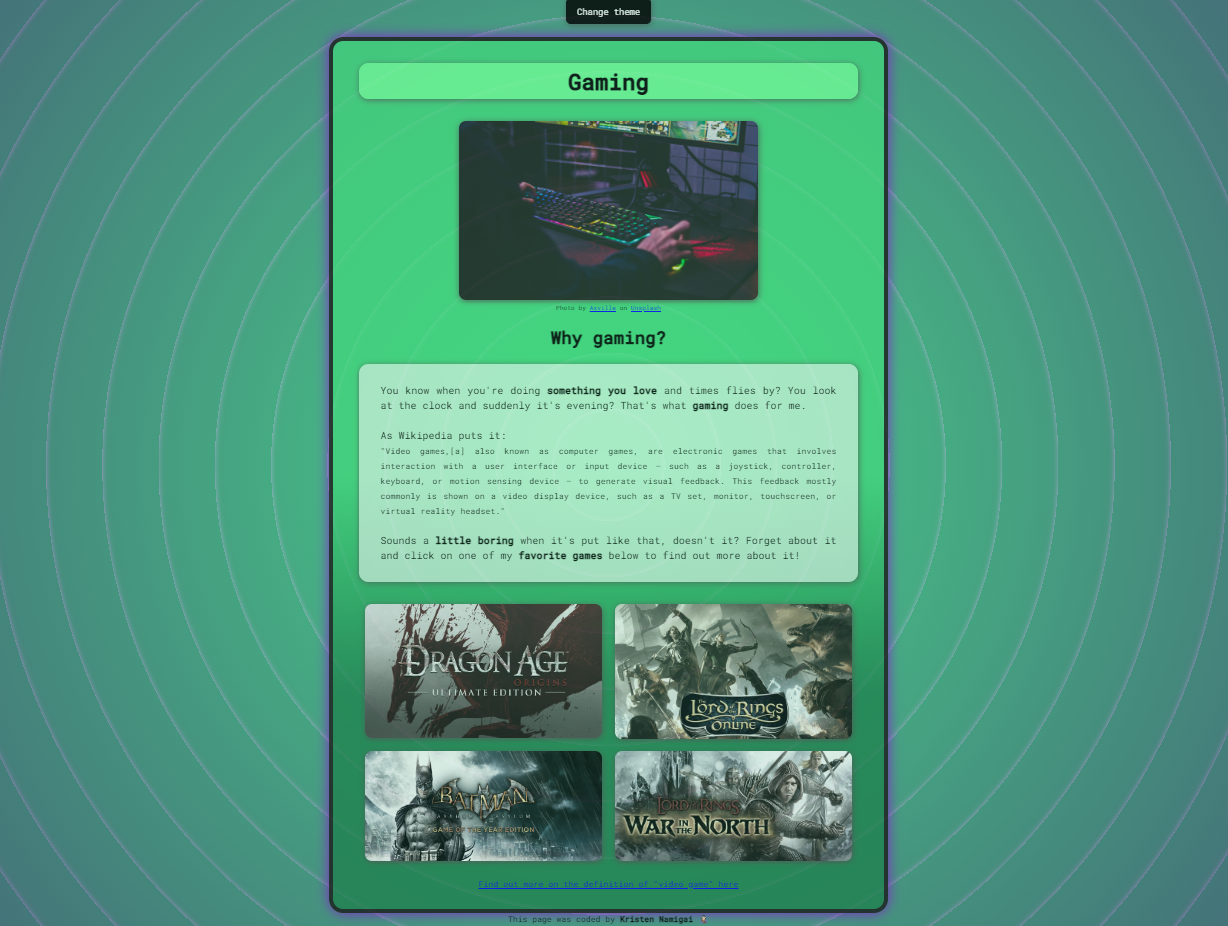 Change theme
Gaming
Photo by Axville on Unsplash
Why gaming?
You know when you're doing something you love and times flies by? You look
at the clock and suddenly it's evening? That's what gaming does for me.
As Wikipedia puts it:
"Video games,[a] also known as computer games, are electronic games that involves
interaction with a user interface or input device – such as a joystick, controller,
keyboard, or motion sensing device – to generate visual feedback. This feedback mostly
commonly is shown on a video display device, such as a TV set, monitor, touchscreen, or
virtual reality headset."
Sounds a little boring when it's put like that, doesn't it? Forget about it
and click on one of my favorite games below to find out more about it!
DRAGON AGE
ORIGINS
ULTIMATE EDITION
The Lord of the Rings
Online
BATMAN
ARKHAM ASYLUM
GAME OF THE YEAR EDITION
THE LORD OF THE RINGS
WAR IN THE NORTH
Find out more on the definition of "video game" here
This page was coded by Kristen Namigai